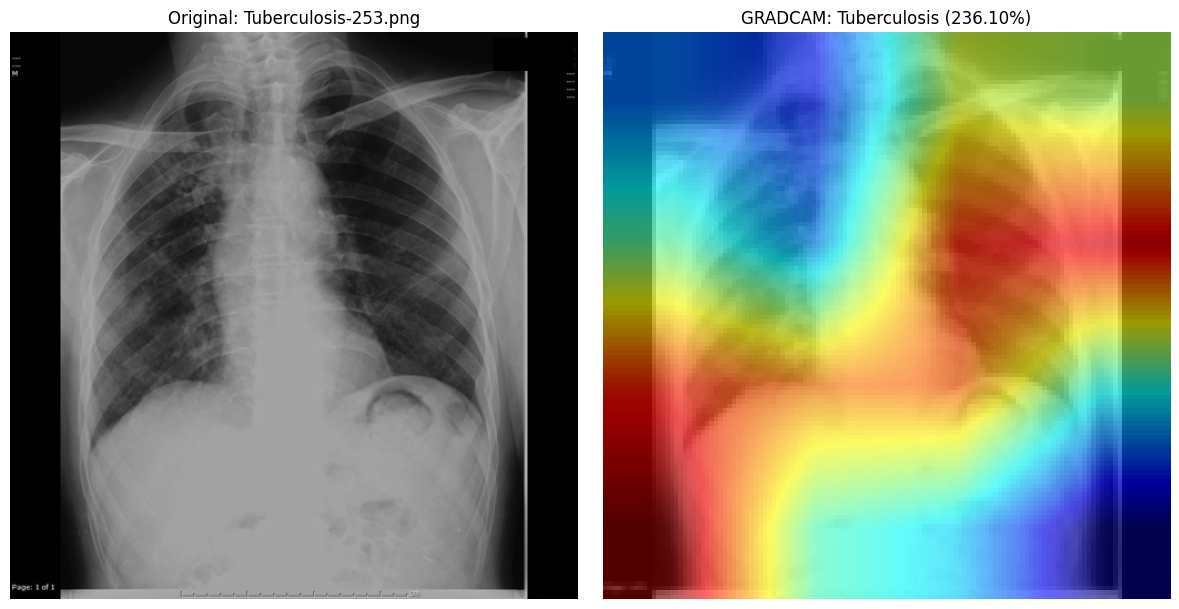 Original: Tuberculosis-253.png
GRADCAM: Tuberculosis (236.10%)
M
Page: 1 of 1